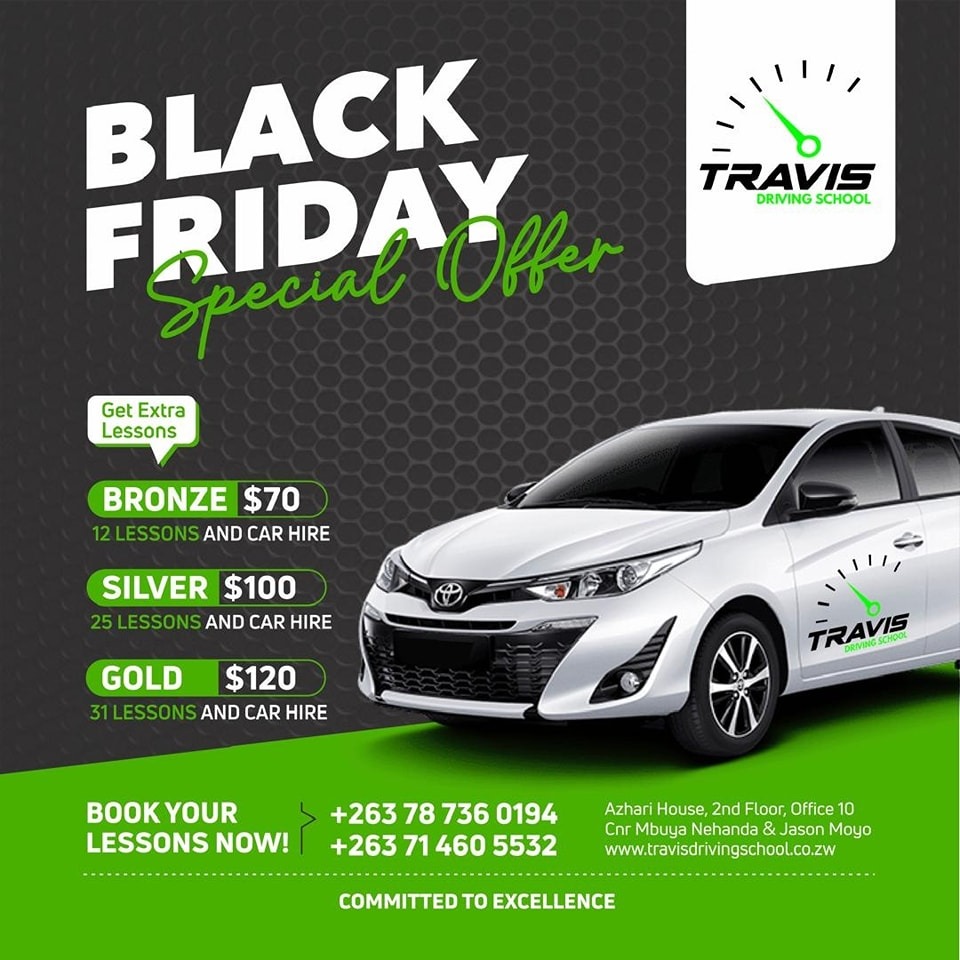 BLACK
FRIDAY
Special Offer
TRAVIS
DRIVING SCHOOL
Get Extra
Lessons
BRONZE $70
12 LESSONS AND CAR HIRE
SILVER $100
25 LESSONS AND CAR HIRE
GOLD $120
31 LESSONS AND CAR HIRE
TRAVIS
DRIVING SCHOOL
BOOK YOUR
LESSONS NOW!
+263 78 736 0194
+263 71 460 5532
Azhari House, 2nd Floor, Office 10
Cnr Mbuya Nehanda & Jason Moyo
www.travisdrivingschool.co.zw
COMMITTED TO EXCELLENCE